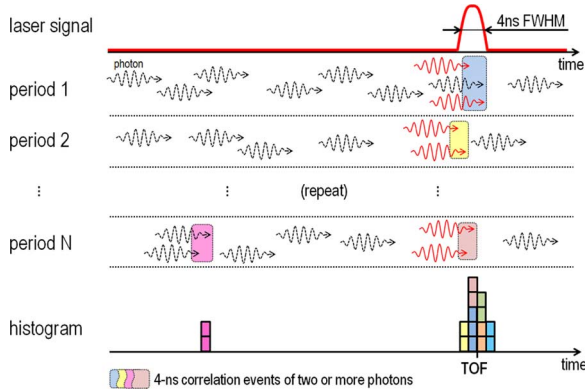 laser signal
4ns FWHM
time
photon
period 1
period 2
⋮ ⋮ (repeat) ⋮
period N
histogram
TOF
time
4-ns correlation events of two or more photons